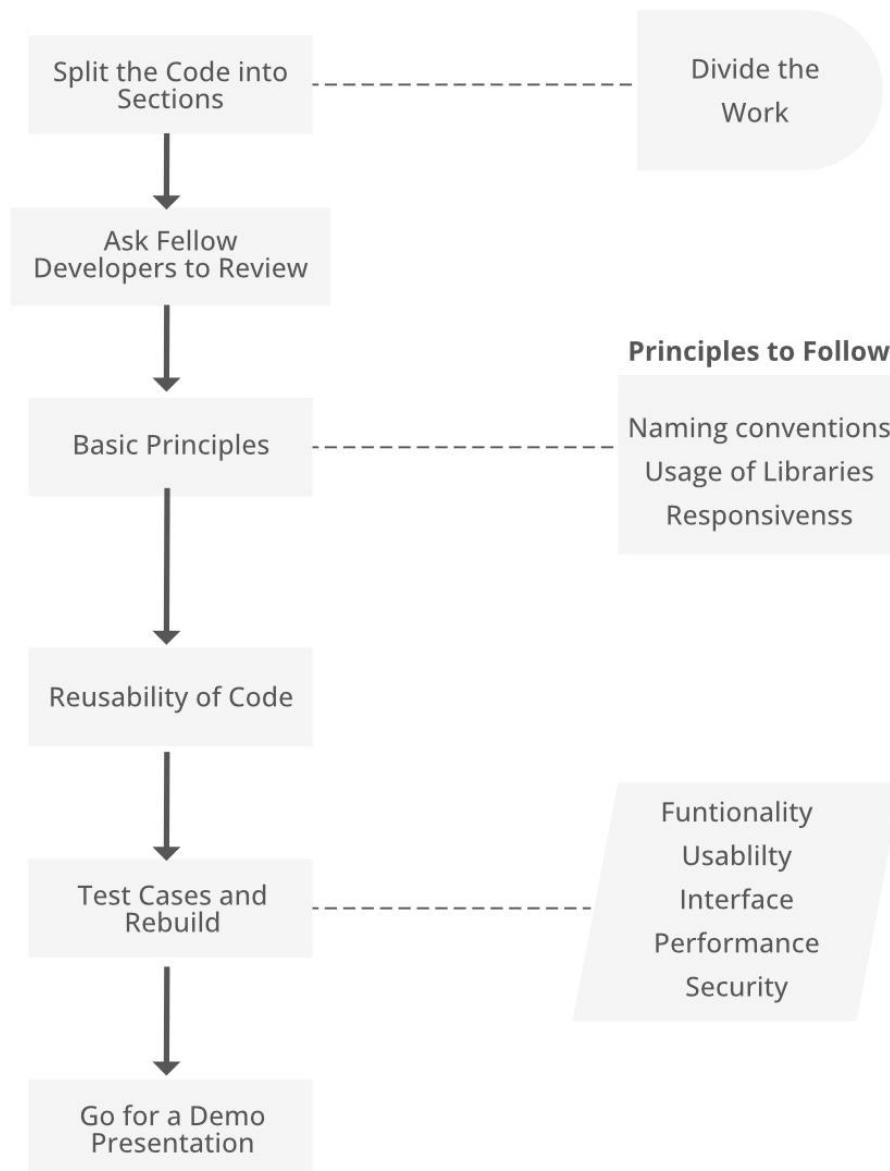 Split the Code into
Sections
Divide the
Work
Ask Fellow
Developers to Review
Principles to Follow
Basic Principles
Naming conventions
Usage of Libraries
Responsivenss
Reusability of Code
Test Cases and
Rebuild
Funtionality
Usablilty
Interface
Performance
Security
Go for a Demo
Presentation